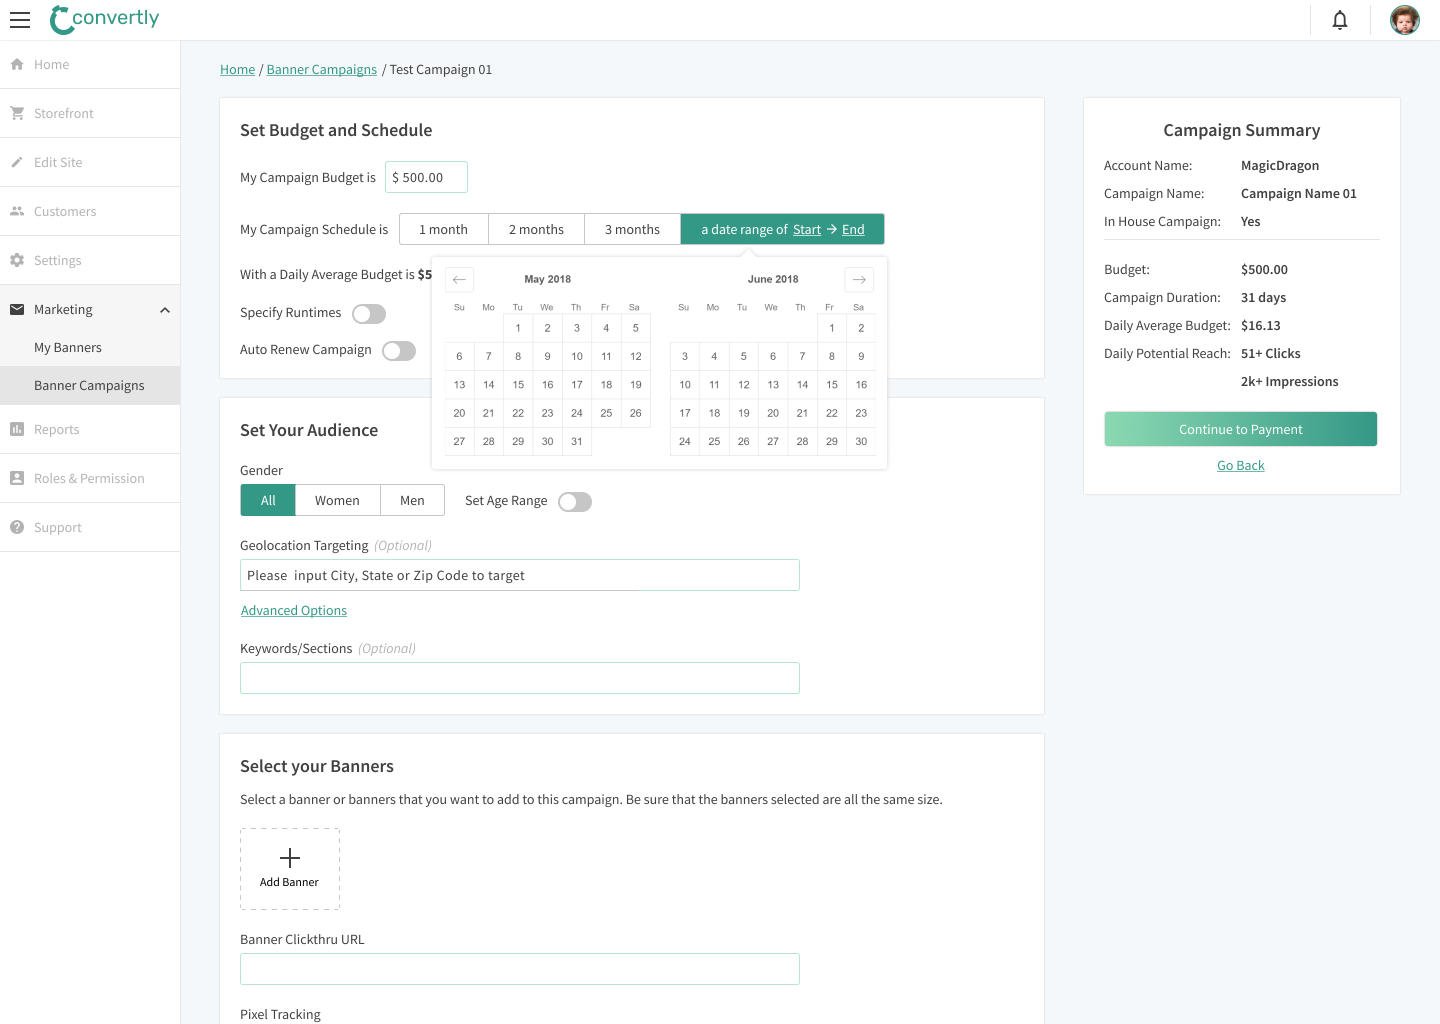 convertly
Home
Storefront
Edit Site
Customers
Settings
Marketing
My Banners
Banner Campaigns
Reports
Roles & Permission
Support
Home / Banner Campaigns / Test Campaign 01
Set Budget and Schedule
My Campaign Budget is $ 500.00
My Campaign Schedule is 1 month 2 months 3 months a date range of Start → End
With a Daily Average Budget is $5
Specify Runtimes
Auto Renew Campaign
← May 2018
Su Mo Tu We Th Fr Sa
1 2 3 4 5
6 7 8 9 10 11 12
13 14 15 16 17 18 19
20 21 22 23 24 25 26
27 28 29 30 31
June 2018 →
Su Mo Tu We Th Fr Sa
1 2
3 4 5 6 7 8 9
10 11 12 13 14 15 16
17 18 19 20 21 22 23
24 25 26 27 28 29 30
Set Your Audience
Gender
All Women Men Set Age Range
Geolocation Targeting (Optional)
Please input City, State or Zip Code to target
Advanced Options
Keywords/Sections (Optional)
Select your Banners
Select a banner or banners that you want to add to this campaign. Be sure that the banners selected are all the same size.
Add Banner
Banner Clickthru URL
Pixel Tracking
Campaign Summary
Account Name: MagicDragon
Campaign Name: Campaign Name 01
In House Campaign: Yes
Budget: $500.00
Campaign Duration: 31 days
Daily Average Budget: $16.13
Daily Potential Reach: 51+ Clicks
2k+ Impressions
Continue to Payment
Go Back